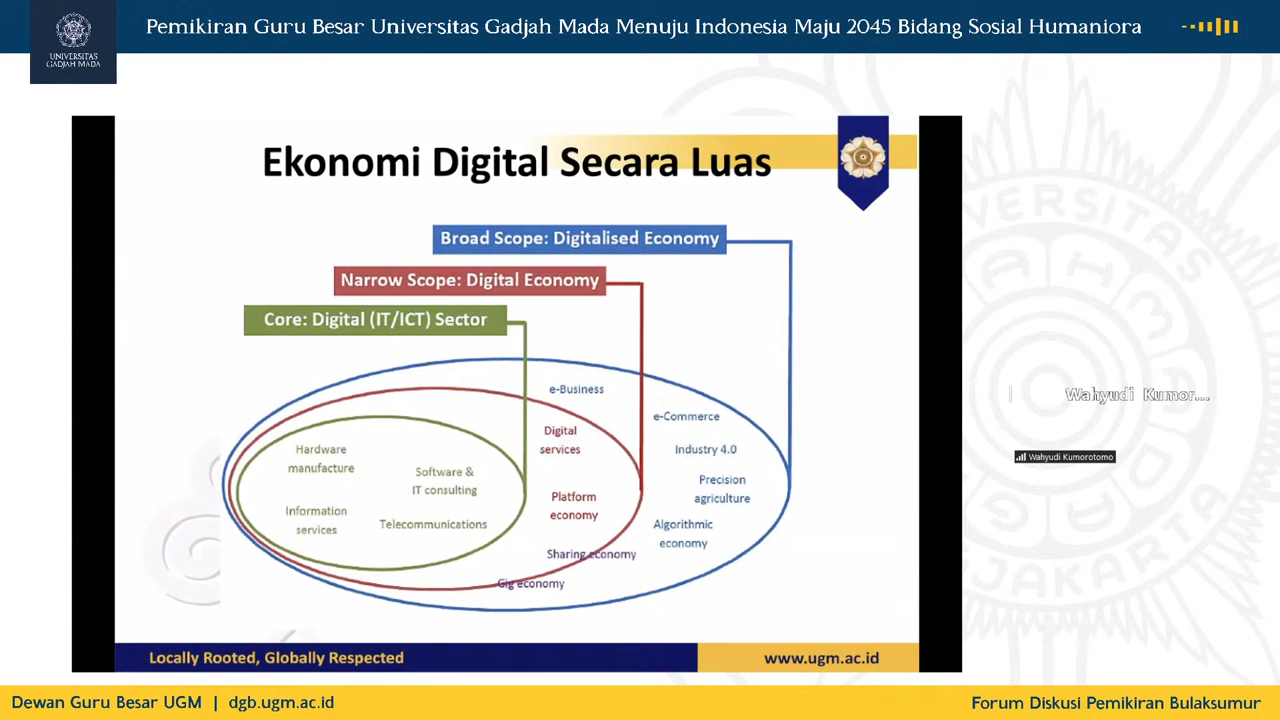 Pemikiran Guru Besar Universitas Gadjah Mada Menuju Indonesia Maju 2045 Bidang Sosial Humaniora
UNIVERSITAS
GADJAH MADA
Ekonomi Digital Secara Luas
Broad Scope: Digitalised Economy
Narrow Scope: Digital Economy
Core: Digital (IT/ICT) Sector
e-Business
e-Commerce
Digital
services
Industry 4.0
Hardware
manufacture
Software &
IT consulting
Precision
agriculture
Platform
economy
Information
services
Telecommunications
Algorithmic
economy
Sharing economy
Gig economy
Wahyudi Kumor...
Wahyudi Kumorotomo
Locally Rooted, Globally Respected
www.ugm.ac.id
Dewan Guru Besar UGM | dgb.ugm.ac.id
Forum Diskusi Pemikiran Bulaksumur